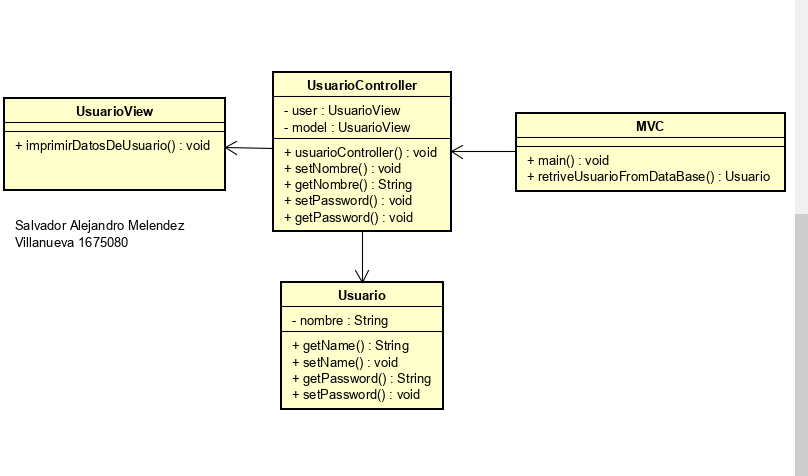 UsuarioView
+ imprimirDatosDeUsuario() : void
UsuarioController
- user : UsuarioView
- model : UsuarioView
+ usuarioController() : void
+ setNombre() : void
+ getNombre() : String
+ setPassword() : void
+ getPassword() : void
MVC
+ main() : void
+ retriveUsuarioFromDataBase() : Usuario
Salvador Alejandro Melendez
Villanueva 1675080
Usuario
- nombre : String
+ getName() : String
+ setName() : void
+ getPassword() : String
+ setPassword() : void